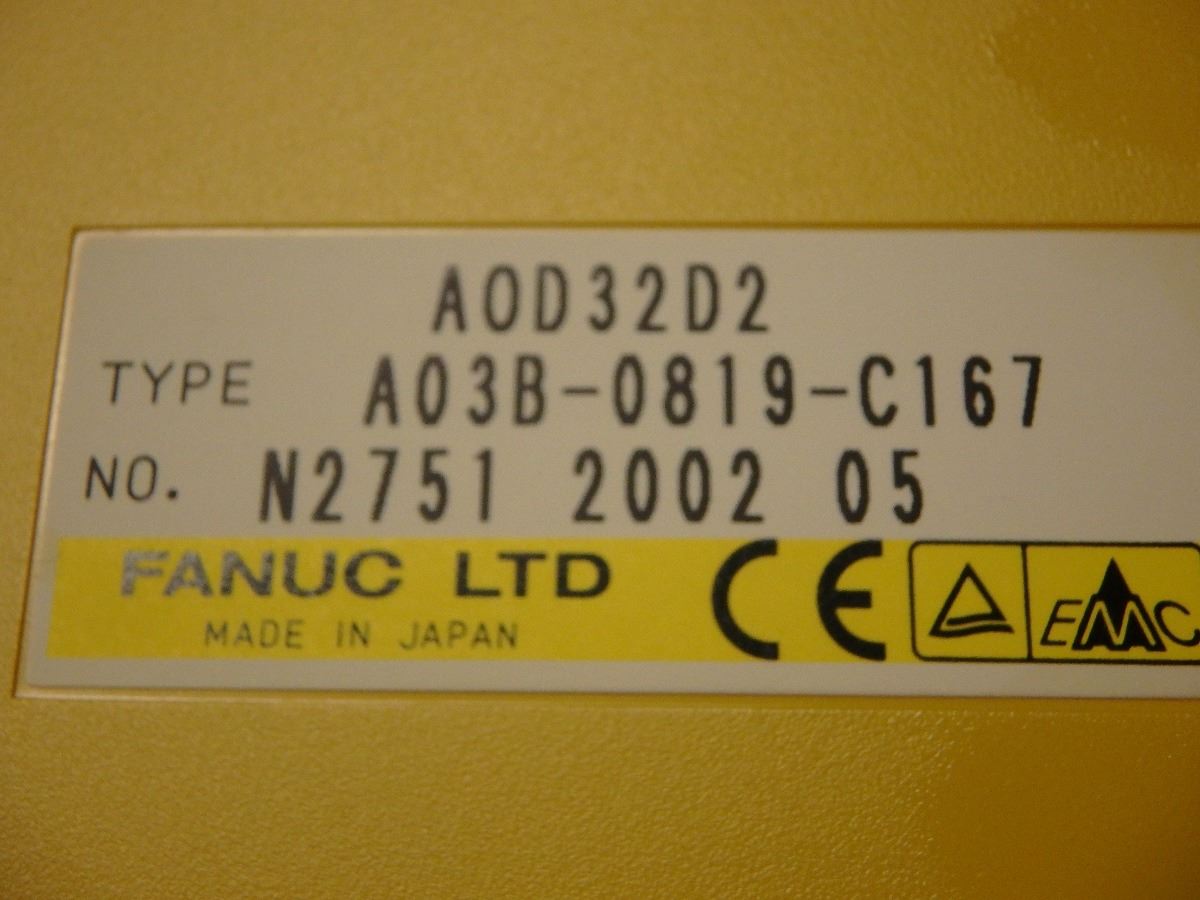 AOD32D2
TYPE A03B-0819-C167
NO. N2751 2002 05
FANUC LTD CE EMC
MADE IN JAPAN